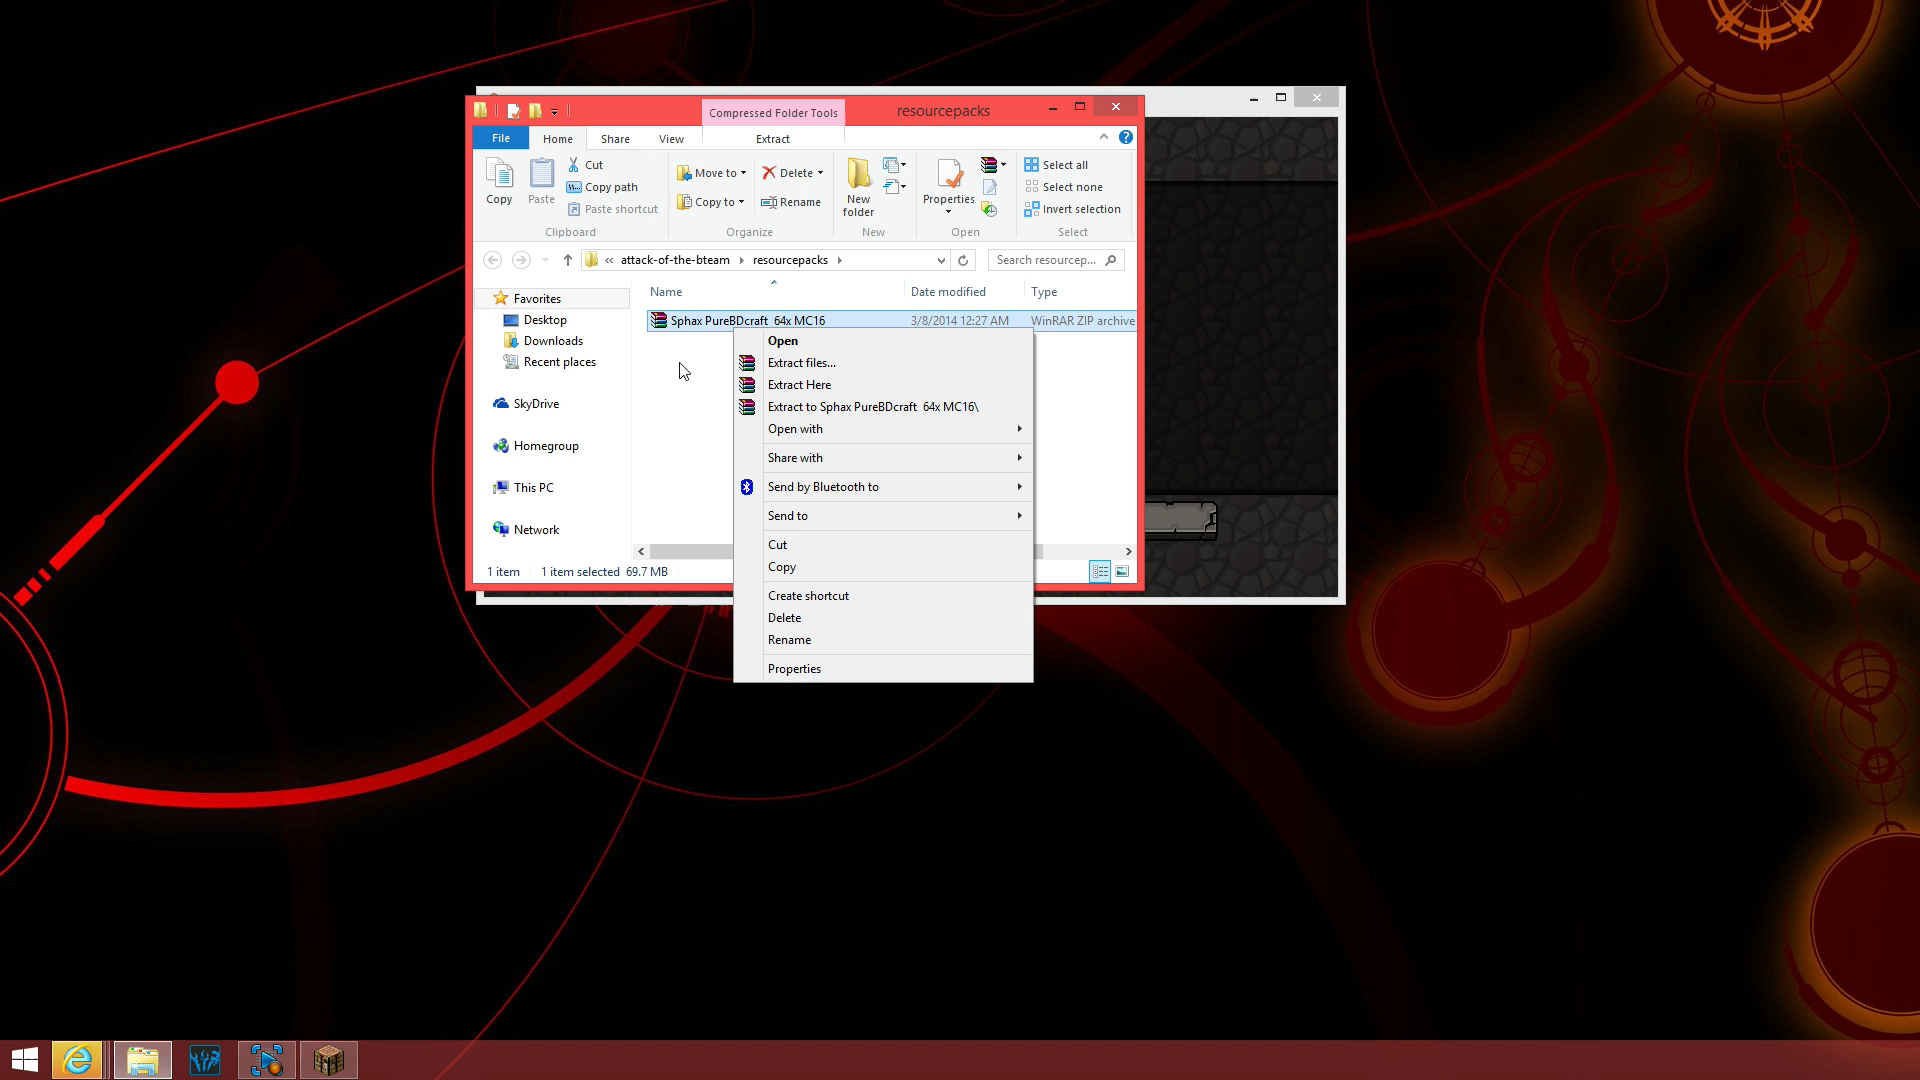 Compressed Folder Tools
resourcepacks
File
Home
Share
View
Extract
Copy
Paste
Cut
Copy path
Paste shortcut
Clipboard
Move to
Copy to
Delete
Rename
Organize
New
folder
New
Properties
Open
Select all
Select none
Invert selection
Select
« attack-of-the-bteam
resourcepacks
Search resourcep...
Name
Date modified
Type
Favorites
Desktop
Downloads
Recent places
SkyDrive
Homegroup
This PC
Network
Sphax PureBDcraft 64x MC16
3/8/2014 12:27 AM
WinRAR ZIP archive
Open
Extract files...
Extract Here
Extract to Sphax PureBDcraft 64x MC16\
Open with
Share with
Send by Bluetooth to
Send to
Cut
Copy
Create shortcut
Delete
Rename
Properties
1 item
1 item selected 69.7 MB